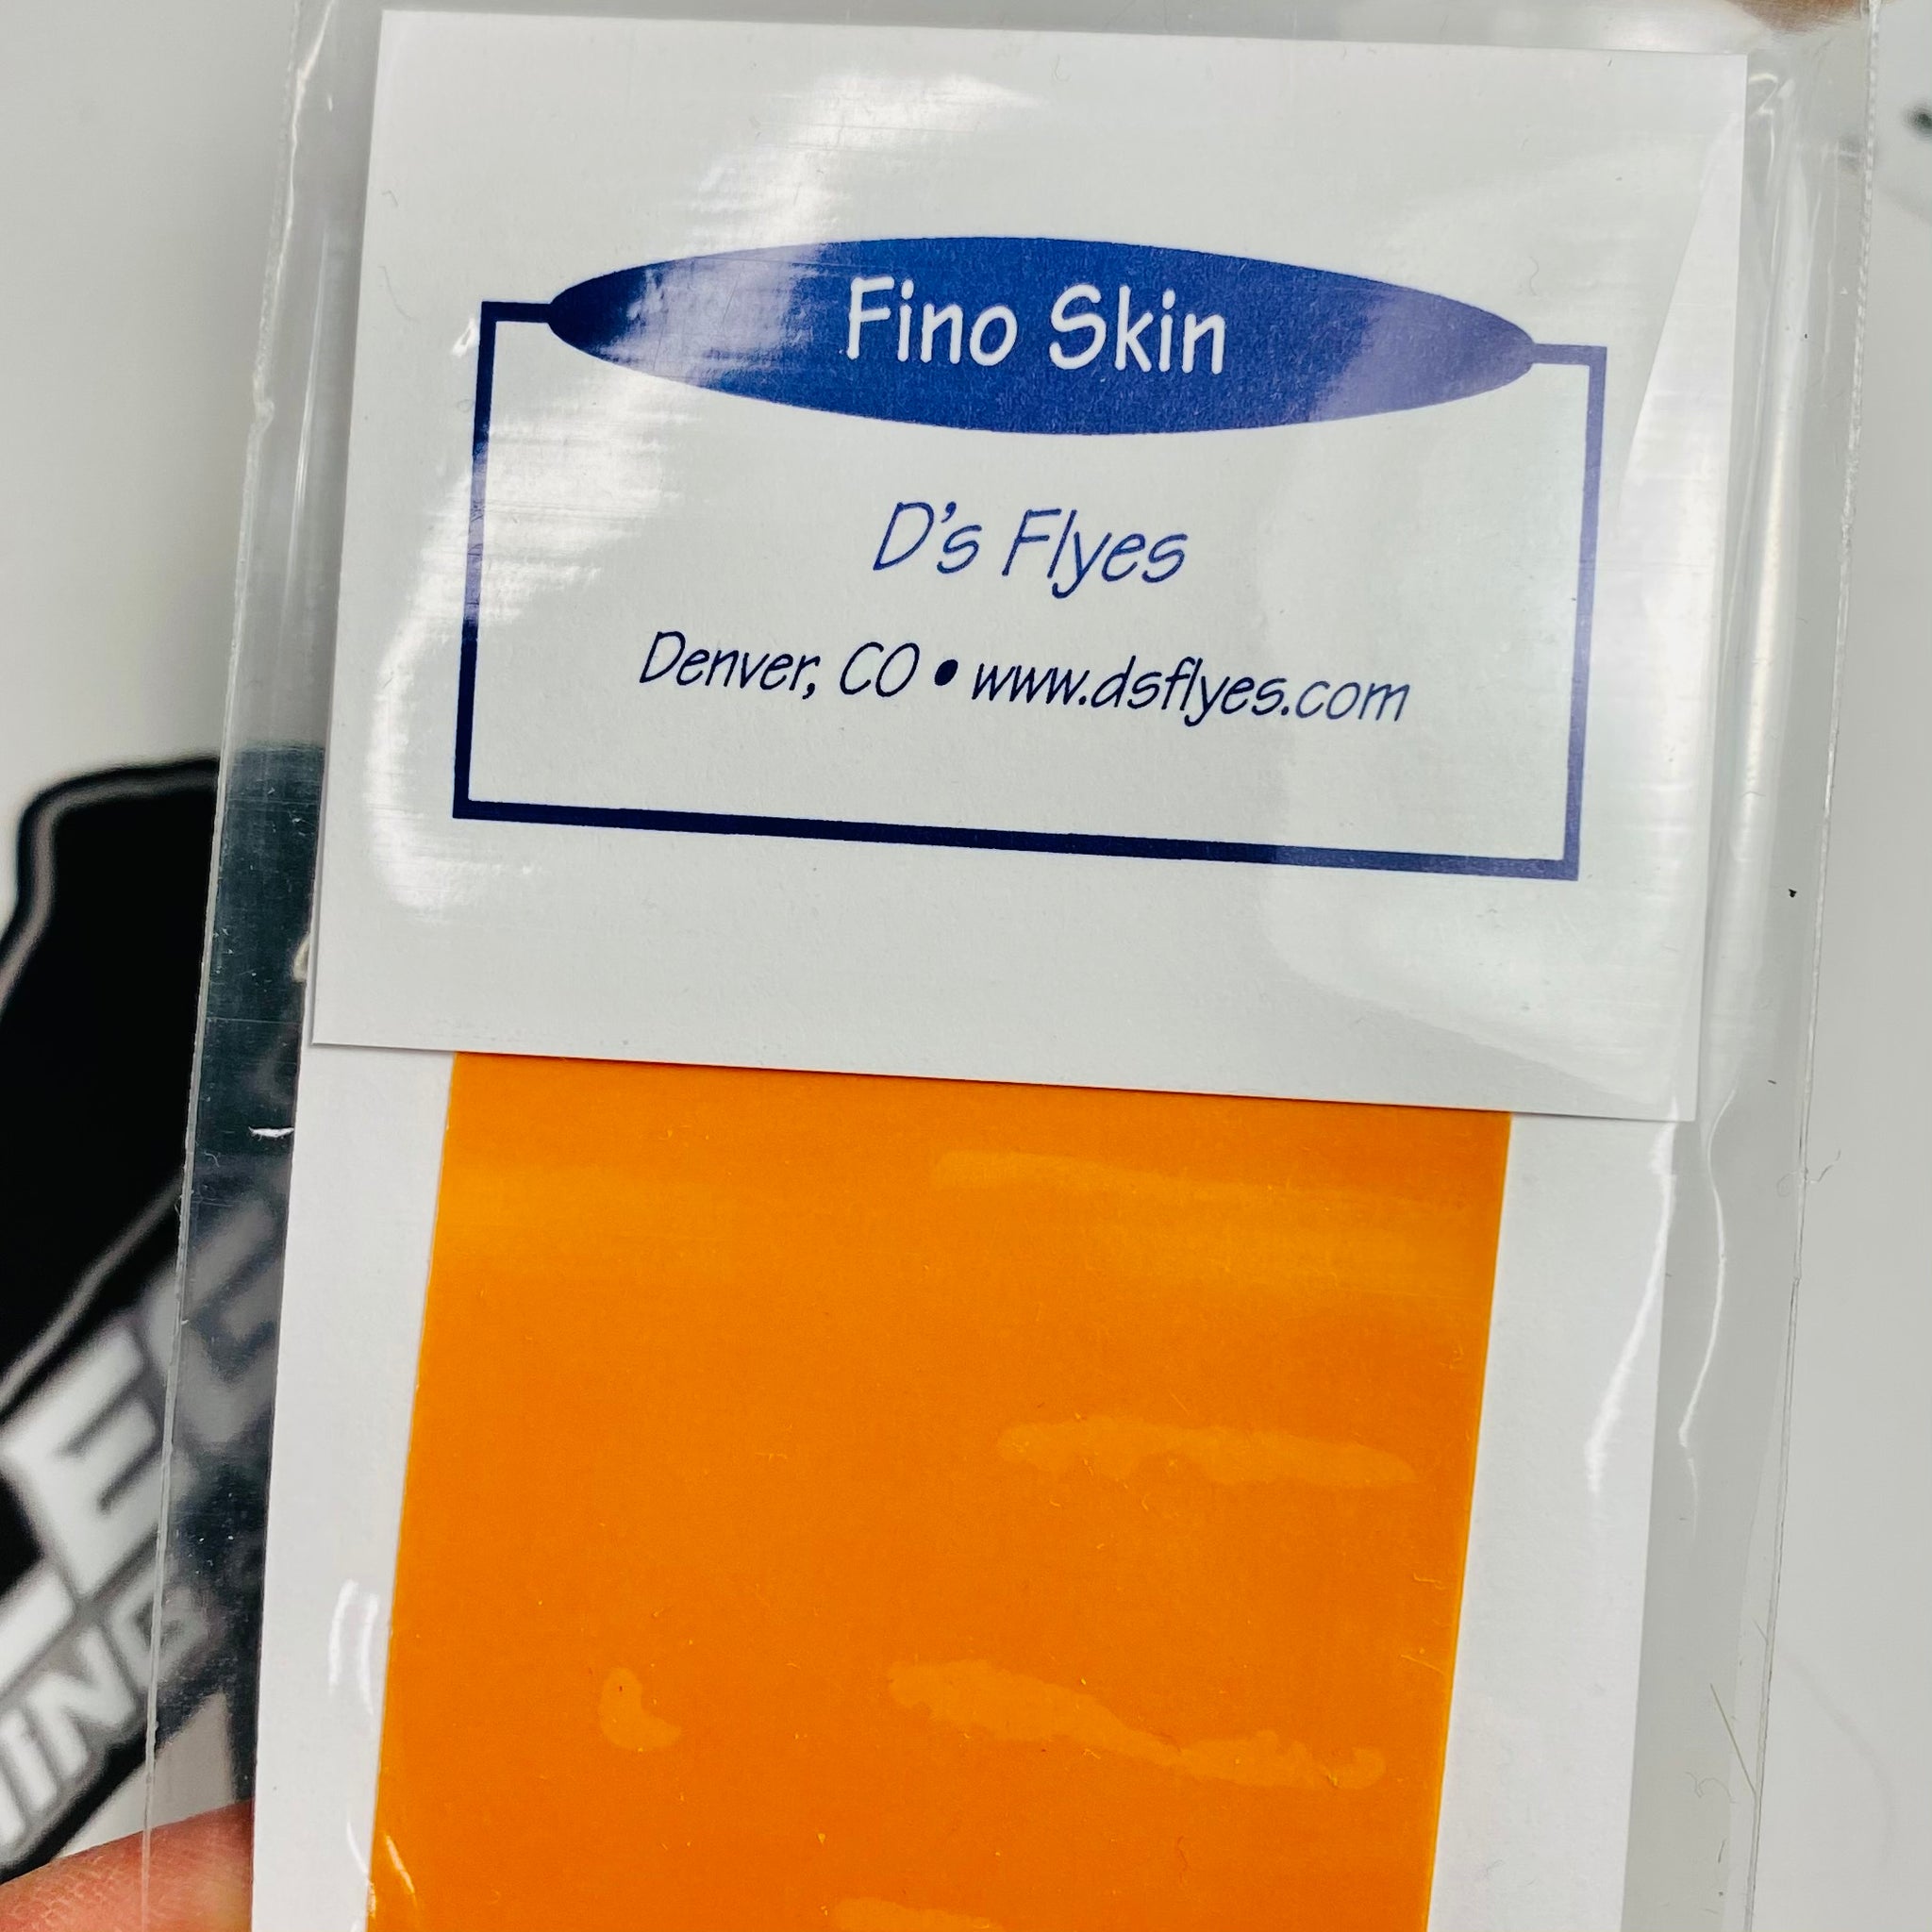 Fino Skin
D's Flyes
Denver, CO • www.dsflyes.com